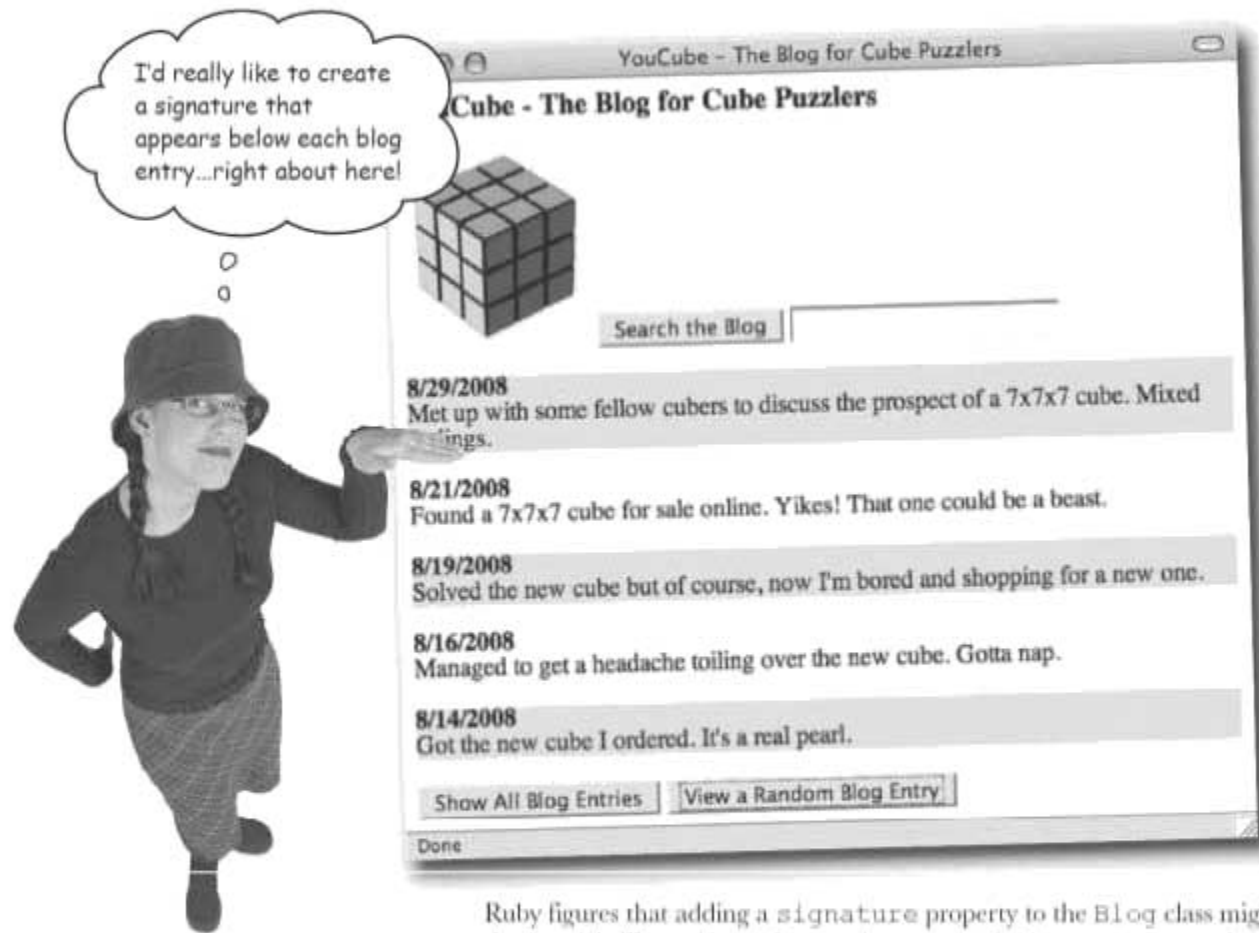 I'd really like to create
a signature that
appears below each blog
entry...right about here!
YouCube - The Blog for Cube Puzzlers
Cube - The Blog for Cube Puzzlers
Search the Blog
8/29/2008
Met up with some fellow cubers to discuss the prospect of a 7x7x7 cube. Mixed
ings.
8/21/2008
Found a 7x7x7 cube for sale online. Yikes! That one could be a beast.
8/19/2008
Solved the new cube but of course, now I'm bored and shopping for a new one.
8/16/2008
Managed to get a headache toiling over the new cube. Gotta nap.
8/14/2008
Got the new cube I ordered. It's a real pearl.
Show All Blog Entries
View a Random Blog Entry
Done
Ruby figures that adding a signature property to the Blog class mig